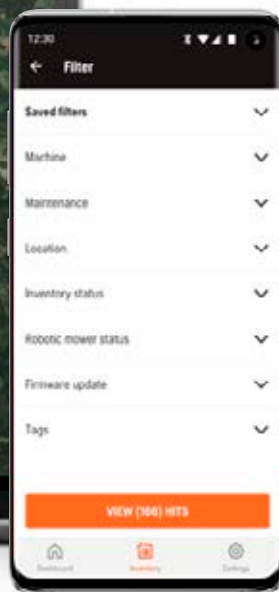 12:30
Filter
Saved filters
Machine
Maintenance
Location
Inventory status
Robotic mower status
Firmware update
Tags
VIEW (166) HITS
Dashboard
Inventory
Settings